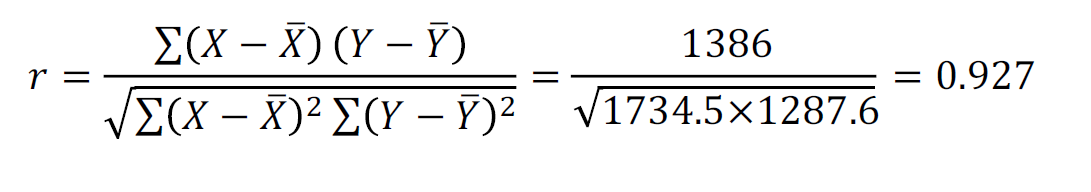 r = ∑(X − X̄) (Y − Ȳ) / √∑(X − X̄)² ∑(Y − Ȳ)² = 1386 / √1734.5×1287.6 = 0.927